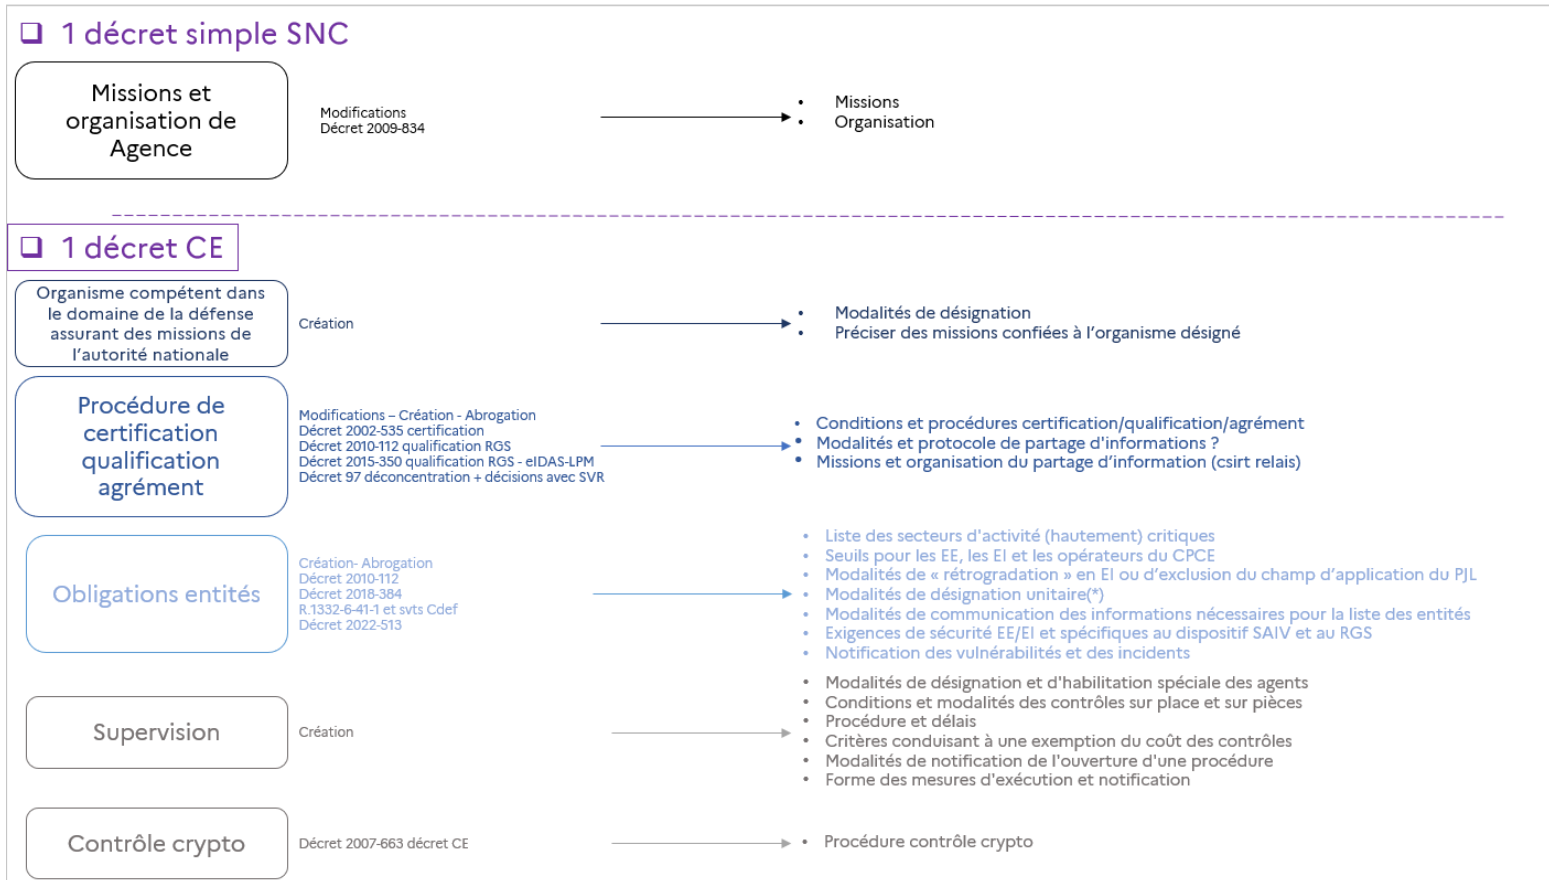 ❑ 1 décret simple SNC
Missions et
organisation de
Agence
Modifications
Décret 2009-834
• Missions
• Organisation
❑ 1 décret CE
Organisme compétent dans
le domaine de la défense
assurant des missions de
l'autorité nationale
Création
• Modalités de désignation
• Préciser des missions confiées à l'organisme désigné
Procédure de
certification
qualification
agrément
Modifications – Création - Abrogation
Décret 2002-535 certification
Décret 2010-112 qualification RGS
Décret 2015-350 qualification RGS - eIDAS-LPM
Décret 97 déconcentration + décisions avec SVR
• Conditions et procédures certification/qualification/agrément
• Modalités et protocole de partage d'informations ?
• Missions et organisation du partage d'information (csirt relais)
Obligations entités
Création- Abrogation
Décret 2010-112
Décret 2018-384
R.1332-6-41-1 et svts Cdef
Décret 2022-513
• Liste des secteurs d'activité (hautement) critiques
• Seuils pour les EE, les EI et les opérateurs du CPCE
• Modalités de « rétrogradation » en EI ou d'exclusion du champ d'application du PJL
• Modalités de désignation unitaire(*)
• Modalités de communication des informations nécessaires pour la liste des entités
• Exigences de sécurité EE/EI et spécifiques au dispositif SAIV et au RGS
• Notification des vulnérabilités et des incidents
Supervision
Création
• Modalités de désignation et d'habilitation spéciale des agents
• Conditions et modalités des contrôles sur place et sur pièces
• Procédure et délais
• Critères conduisant à une exemption du coût des contrôles
• Modalités de notification de l'ouverture d'une procédure
• Forme des mesures d'exécution et notification
Contrôle crypto
Décret 2007-663 décret CE
• Procédure contrôle crypto